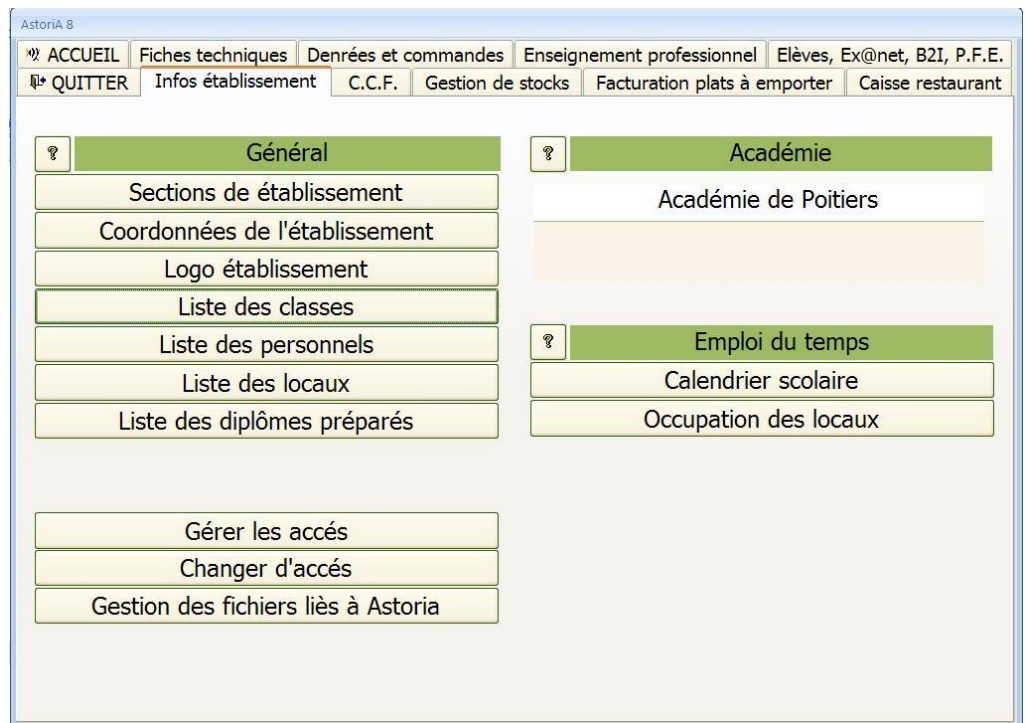 AstoriA 8
ACCUEIL Fiches techniques Denrées et commandes Enseignement professionnel Elèves, Ex@net, B2I, P.F.E.
QUITTER Infos établissement C.C.F. Gestion de stocks Facturation plats à emporter Caisse restaurant
? Général
Sections de établissement
Coordonnées de l'établissement
Logo établissement
Liste des classes
Liste des personnels
Liste des locaux
Liste des diplômes préparés
Gérer les accés
Changer d'accés
Gestion des fichiers liès à Astoria
? Académie
Académie de Poitiers
? Emploi du temps
Calendrier scolaire
Occupation des locaux